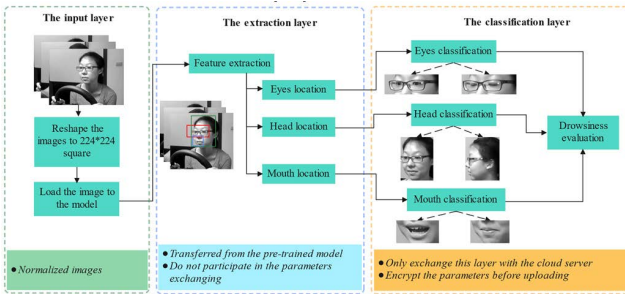 The input layer
Reshape the
images to 224*224
square
Load the image to
the model
● Normalized images
The extraction layer
Feature extraction
Eyes location
Head location
Mouth location
● Transferred from the pre-trained model
● Do not participate in the parameters
exchanging
The classification layer
Eyes classification
Head classification
Mouth classification
Drowsiness
evaluation
● Only exchange this layer with the cloud server
● Encrypt the parameters before uploading